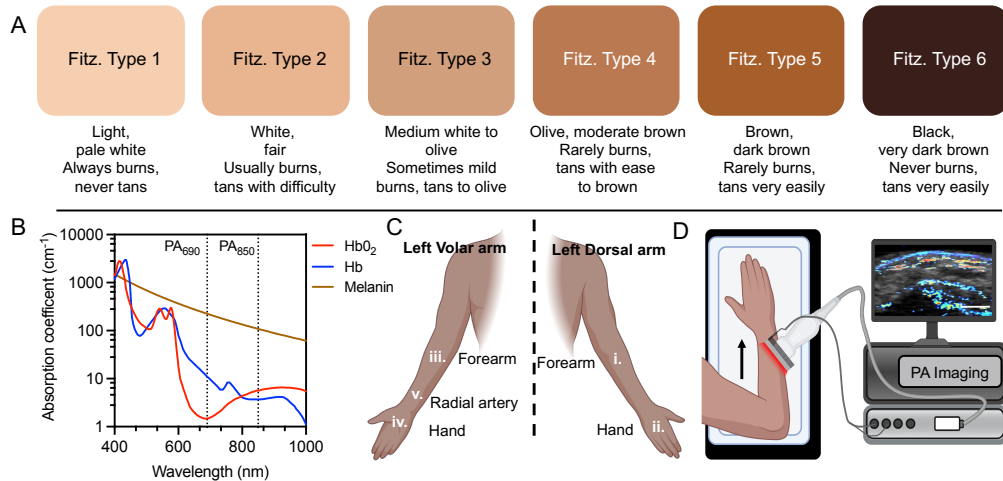 A
Fitz. Type 1
Fitz. Type 2
Fitz. Type 3
Fitz. Type 4
Fitz. Type 5
Fitz. Type 6
Light,
pale white
Always burns,
never tans
White,
fair
Usually burns,
tans with difficulty
Medium white to
olive
Sometimes mild
burns, tans to olive
Olive, moderate brown
Rarely burns,
tans with ease
to brown
Brown,
dark brown
Rarely burns,
tans very easily
Black,
very dark brown
Never burns,
tans very easily
B
Absorption coefficent (cm⁻¹)
10000
1000
100
10
1
400
600
800
1000
Wavelength (nm)
PA₆₉₀
PA₈₅₀
Hb0₂
Hb
Melanin
C
Left Volar arm
Left Dorsal arm
iii.
Forearm
v.
Radial artery
iv.
Hand
Forearm
i.
Hand
ii.
D
PA Imaging